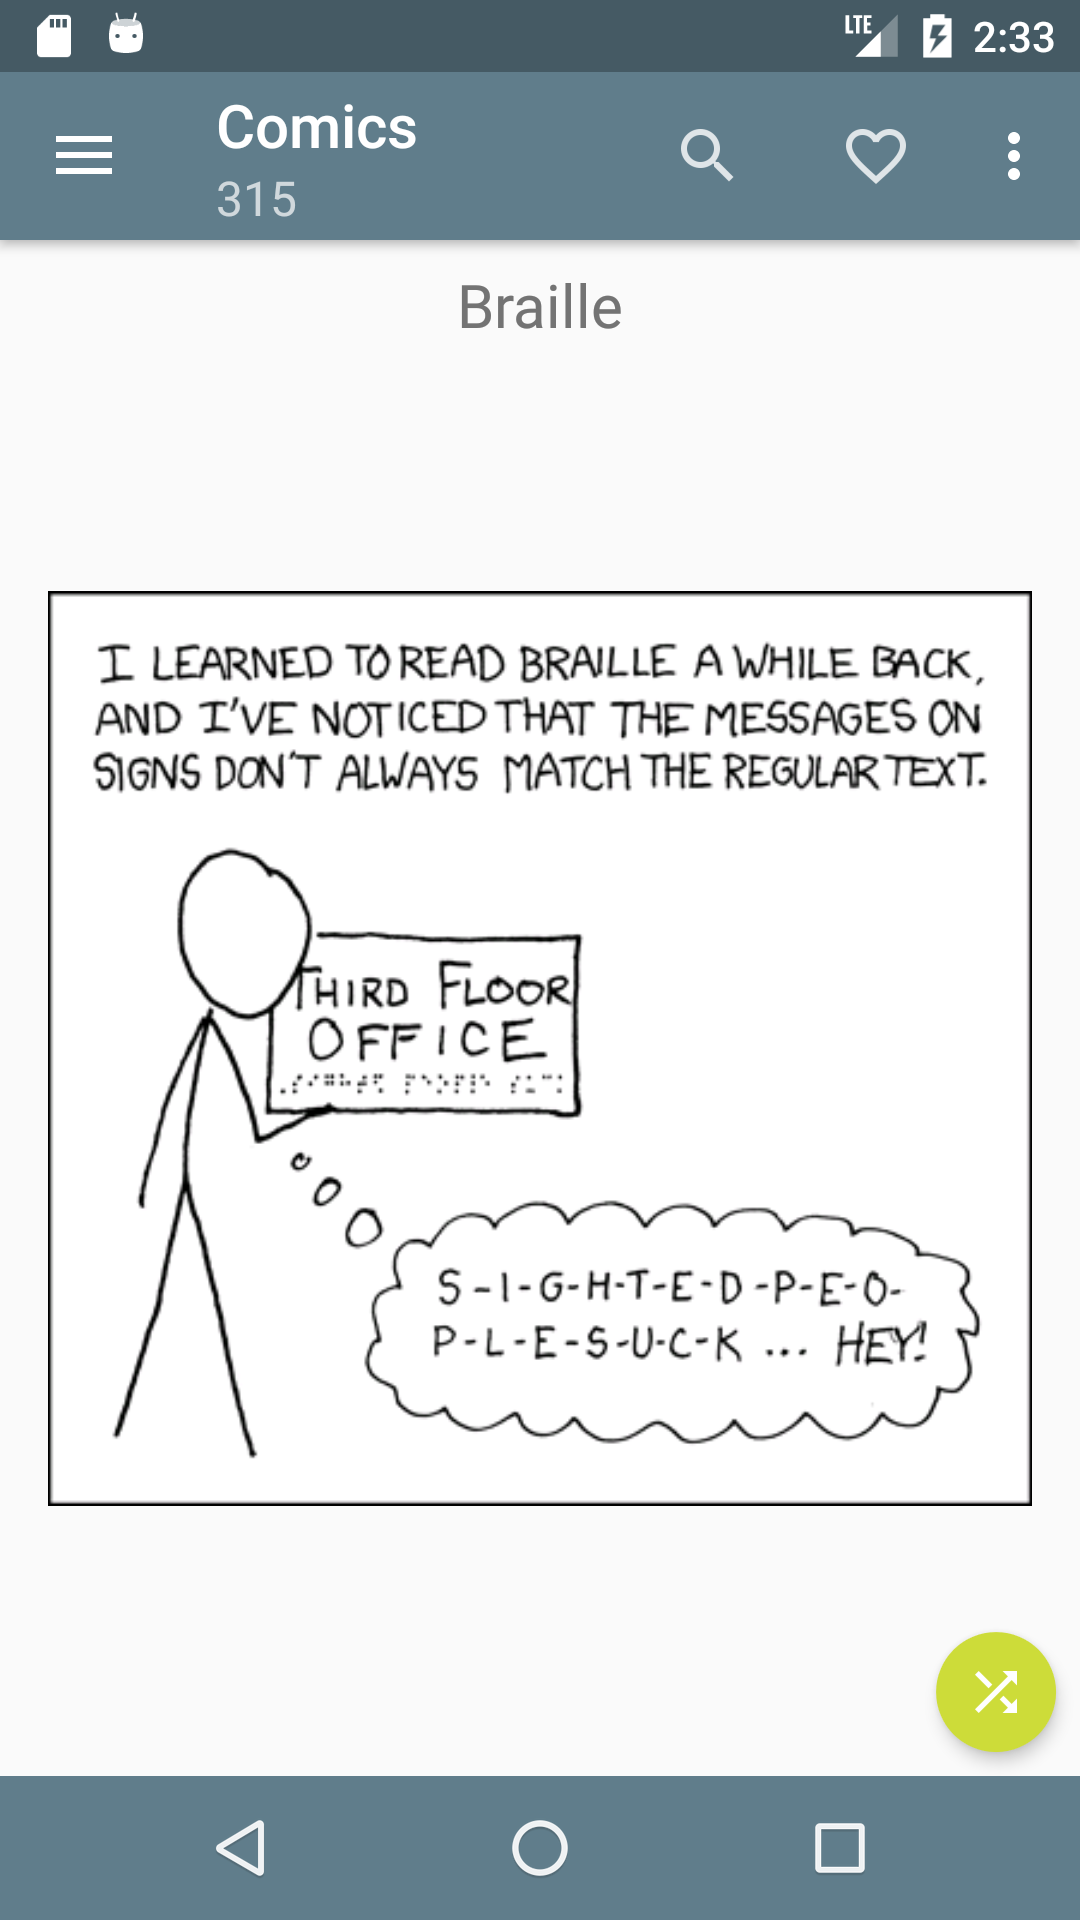 LTE 2:33
Comics
315
Braille
I LEARNED TO READ BRAILLE A WHILE BACK,
AND I'VE NOTICED THAT THE MESSAGES ON
SIGNS DON'T ALWAYS MATCH THE REGULAR TEXT.
THIRD FLOOR
OFFICE
S-I-G-H-T-E-D-P-E-O-
P-L-E-S-U-C-K ... HEY!